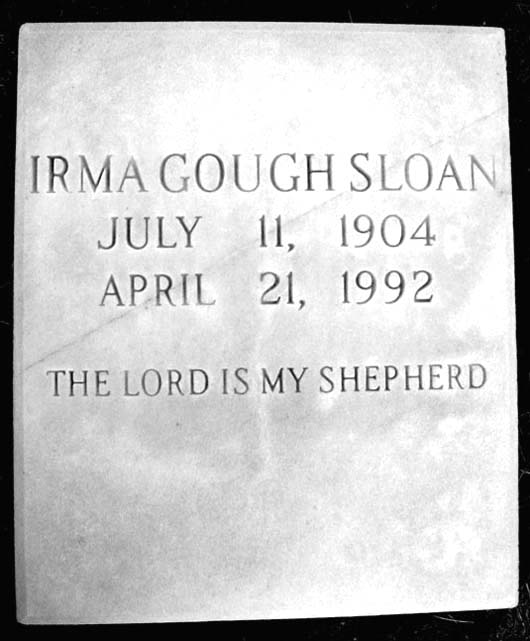 IRMA GOUGH SLOAN
JULY 11, 1904
APRIL 21, 1992
THE LORD IS MY SHEPHERD